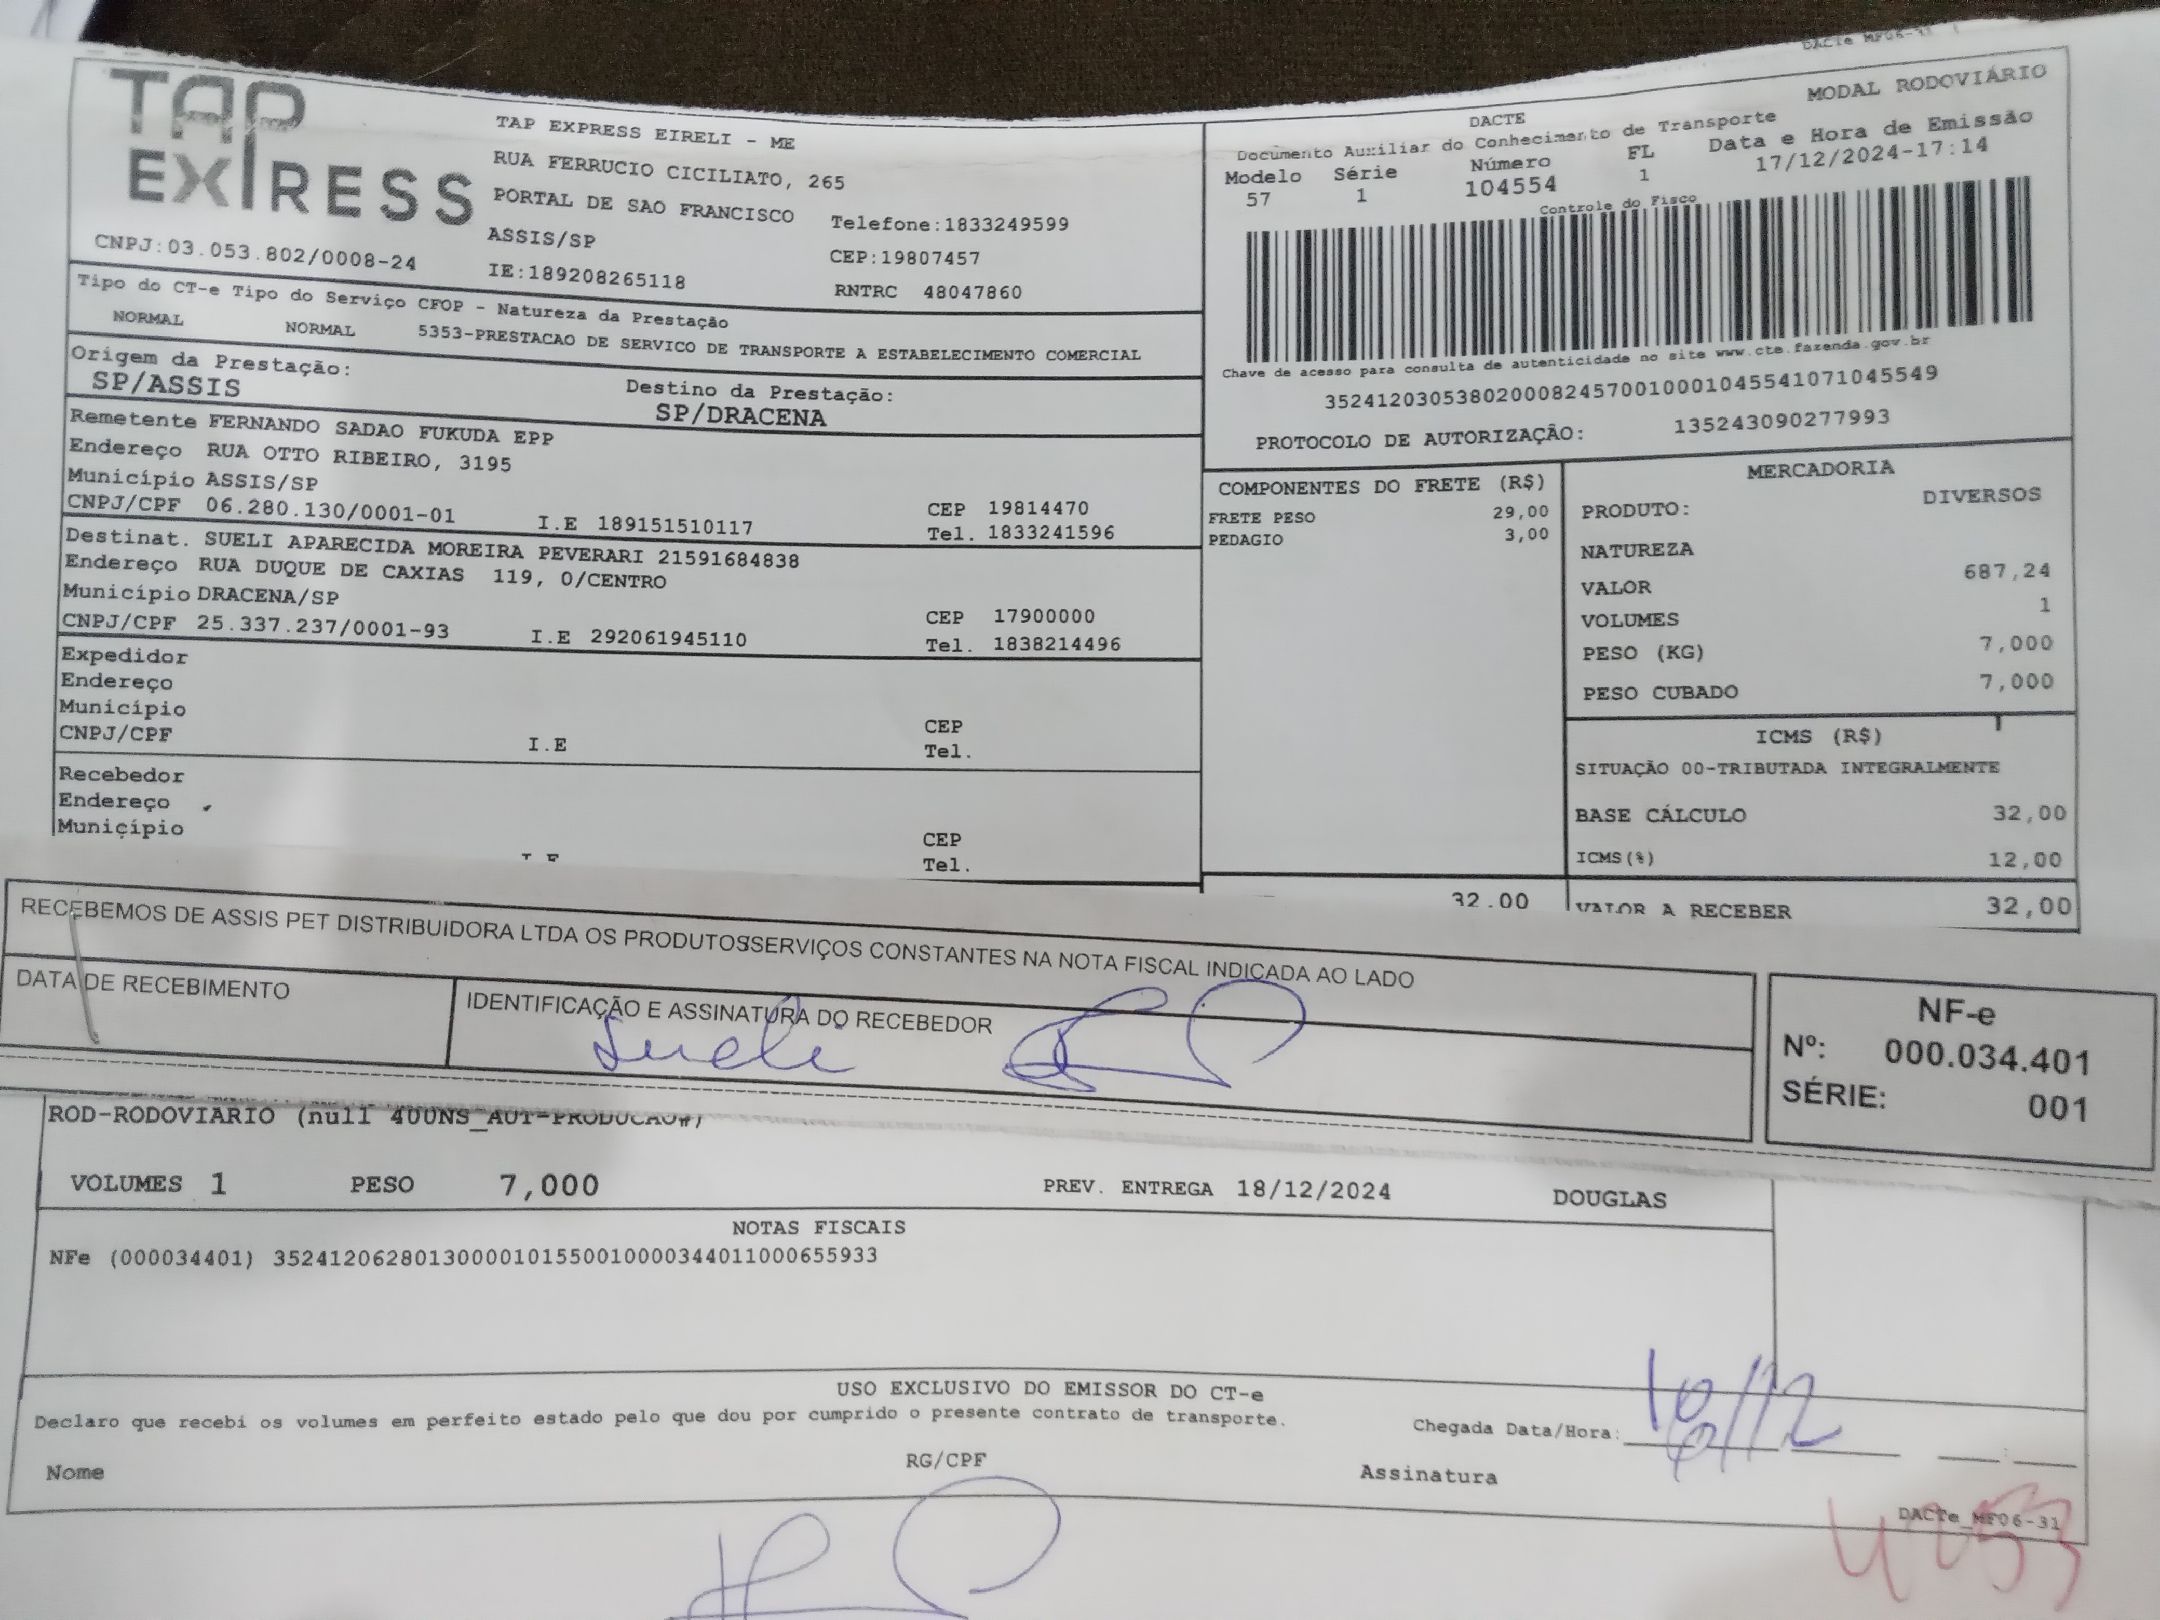 DACTe MF06-31
MODAL RODOVIÁRIO
TAP
EXPRESS
CNPJ:03.053.802/0008-24
TAP EXPRESS EIRELI - ME
RUA FERRUCIO CICILIATO, 265
PORTAL DE SAO FRANCISCO Telefone:1833249599
ASSIS/SP CEP:19807457
IE:189208265118 RNTRC 48047860
DACTE
Documento Auxiliar do Conhecimento de Transporte
Modelo Série Número FL Data e Hora de Emissão
57 1 104554 1 17/12/2024-17:14
Controle do Fisco
Chave de acesso para consulta de autenticidade no site www.cte.fazenda.gov.br
35241203053802000824570010001045541071045549
PROTOCOLO DE AUTORIZAÇÃO: 135243090277993
Tipo do CT-e Tipo do Serviço CFOP - Natureza da Prestação
NORMAL NORMAL 5353-PRESTACAO DE SERVICO DE TRANSPORTE A ESTABELECIMENTO COMERCIAL
Origem da Prestação: Destino da Prestação:
SP/ASSIS SP/DRACENA
Remetente FERNANDO SADAO FUKUDA EPP
Endereço RUA OTTO RIBEIRO, 3195
Município ASSIS/SP CEP 19814470
CNPJ/CPF 06.280.130/0001-01 I.E 189151510117 Tel. 1833241596
Destinat. SUELI APARECIDA MOREIRA PEVERARI 21591684838
Endereço RUA DUQUE DE CAXIAS 119, 0/CENTRO
Município DRACENA/SP CEP 17900000
CNPJ/CPF 25.337.237/0001-93 I.E 292061945110 Tel. 1838214496
Expedidor
Endereço
Município CEP
CNPJ/CPF I.E Tel.
Recebedor
Endereço
Município CEP
I.E Tel.
COMPONENTES DO FRETE (R$)
FRETE PESO 29,00
PEDAGIO 3,00
32.00
MERCADORIA
PRODUTO: DIVERSOS
NATUREZA
VALOR 687,24
VOLUMES 1
PESO (KG) 7,000
PESO CUBADO 7,000
ICMS (R$)
SITUAÇÃO 00-TRIBUTADA INTEGRALMENTE
BASE CÁLCULO 32,00
ICMS(%) 12,00
VALOR A RECEBER 32,00
RECEBEMOS DE ASSIS PET DISTRIBUIDORA LTDA OS PRODUTOSSERVIÇOS CONSTANTES NA NOTA FISCAL INDICADA AO LADO
DATA DE RECEBIMENTO
IDENTIFICAÇÃO E ASSINATURA DO RECEBEDOR
Sueli
NF-e
Nº: 000.034.401
SÉRIE: 001
ROD-RODOVIARIO (null 400NS_AUT-PRODUCAO#)
VOLUMES 1 PESO 7,000 PREV. ENTREGA 18/12/2024 DOUGLAS
NOTAS FISCAIS
NFe (000034401) 35241206280130000101550010000344011000655933
USO EXCLUSIVO DO EMISSOR DO CT-e
Declaro que recebi os volumes em perfeito estado pelo que dou por cumprido o presente contrato de transporte.
Chegada Data/Hora: :
Nome RG/CPF Assinatura
DACTe_MF06-31